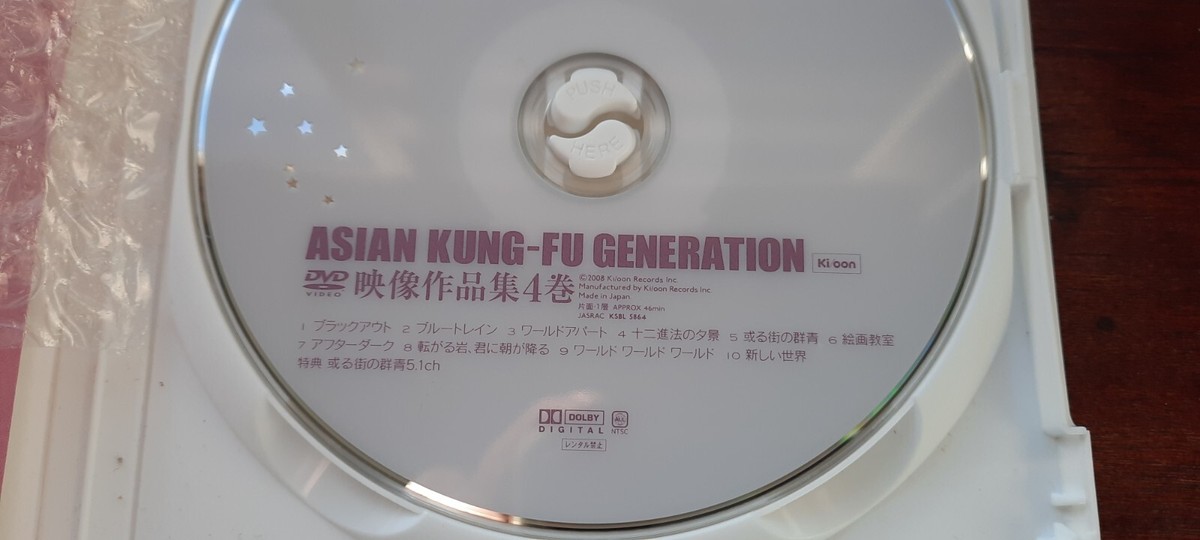 PUSH
HERE
ASIAN KUNG-FU GENERATION Ki/oon
DVD VIDEO 映像作品集4巻
©2008 Ki/oon Records Inc.
Manufactured by Ki/oon Records Inc.
Made in Japan
片面・1層 APPROX 46min
JASRAC KSBL 5864
1 ブラックアウト 2 ブルートレイン 3 ワールドアパート 4 十二進法の夕景 5 或る街の群青 6 絵画教室
7 アフターダーク 8 転がる岩、君に朝が降る 9 ワールド ワールド ワールド 10 新しい世界
特典 或る街の群青5.1ch
DOLBY DIGITAL
ALL NTSC
レンタル禁止